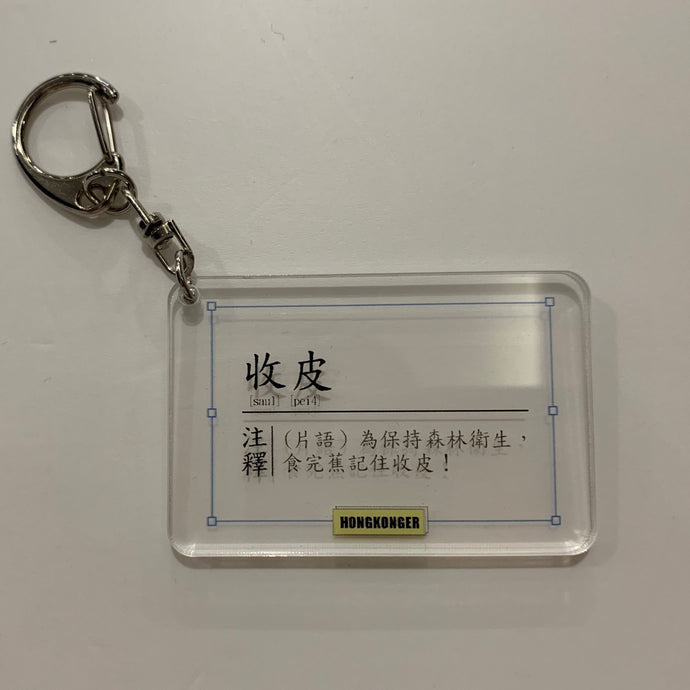 收皮
[sau1] [pei4]
注釋
（片語）為保持森林衛生，
食完蕉記住收皮！
HONGKONGER